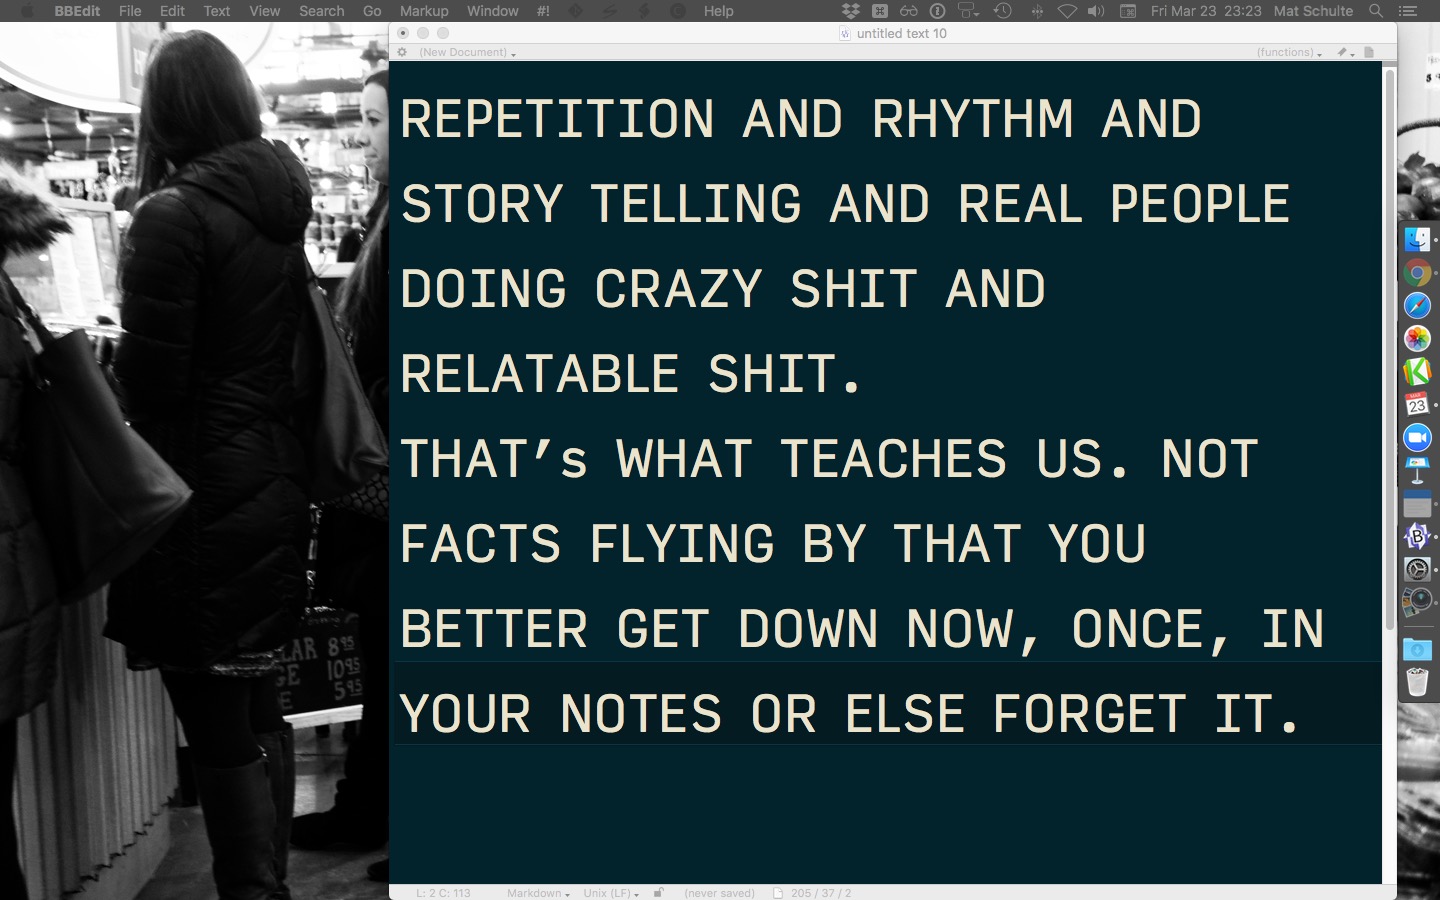 BBEdit File Edit Text View Search Go Markup Window #! Help Fri Mar 23 23:23 Mat Schulte
untitled text 10
(New Document) (functions)
REPETITION AND RHYTHM AND
STORY TELLING AND REAL PEOPLE
DOING CRAZY SHIT AND
RELATABLE SHIT.
THAT’s WHAT TEACHES US. NOT
FACTS FLYING BY THAT YOU
BETTER GET DOWN NOW, ONCE, IN
YOUR NOTES OR ELSE FORGET IT.
L: 2 C: 113 Markdown Unix (LF) (never saved) 205 / 37 / 2
MAR
23
LAR 8 95
GE 10 95
E 5 95